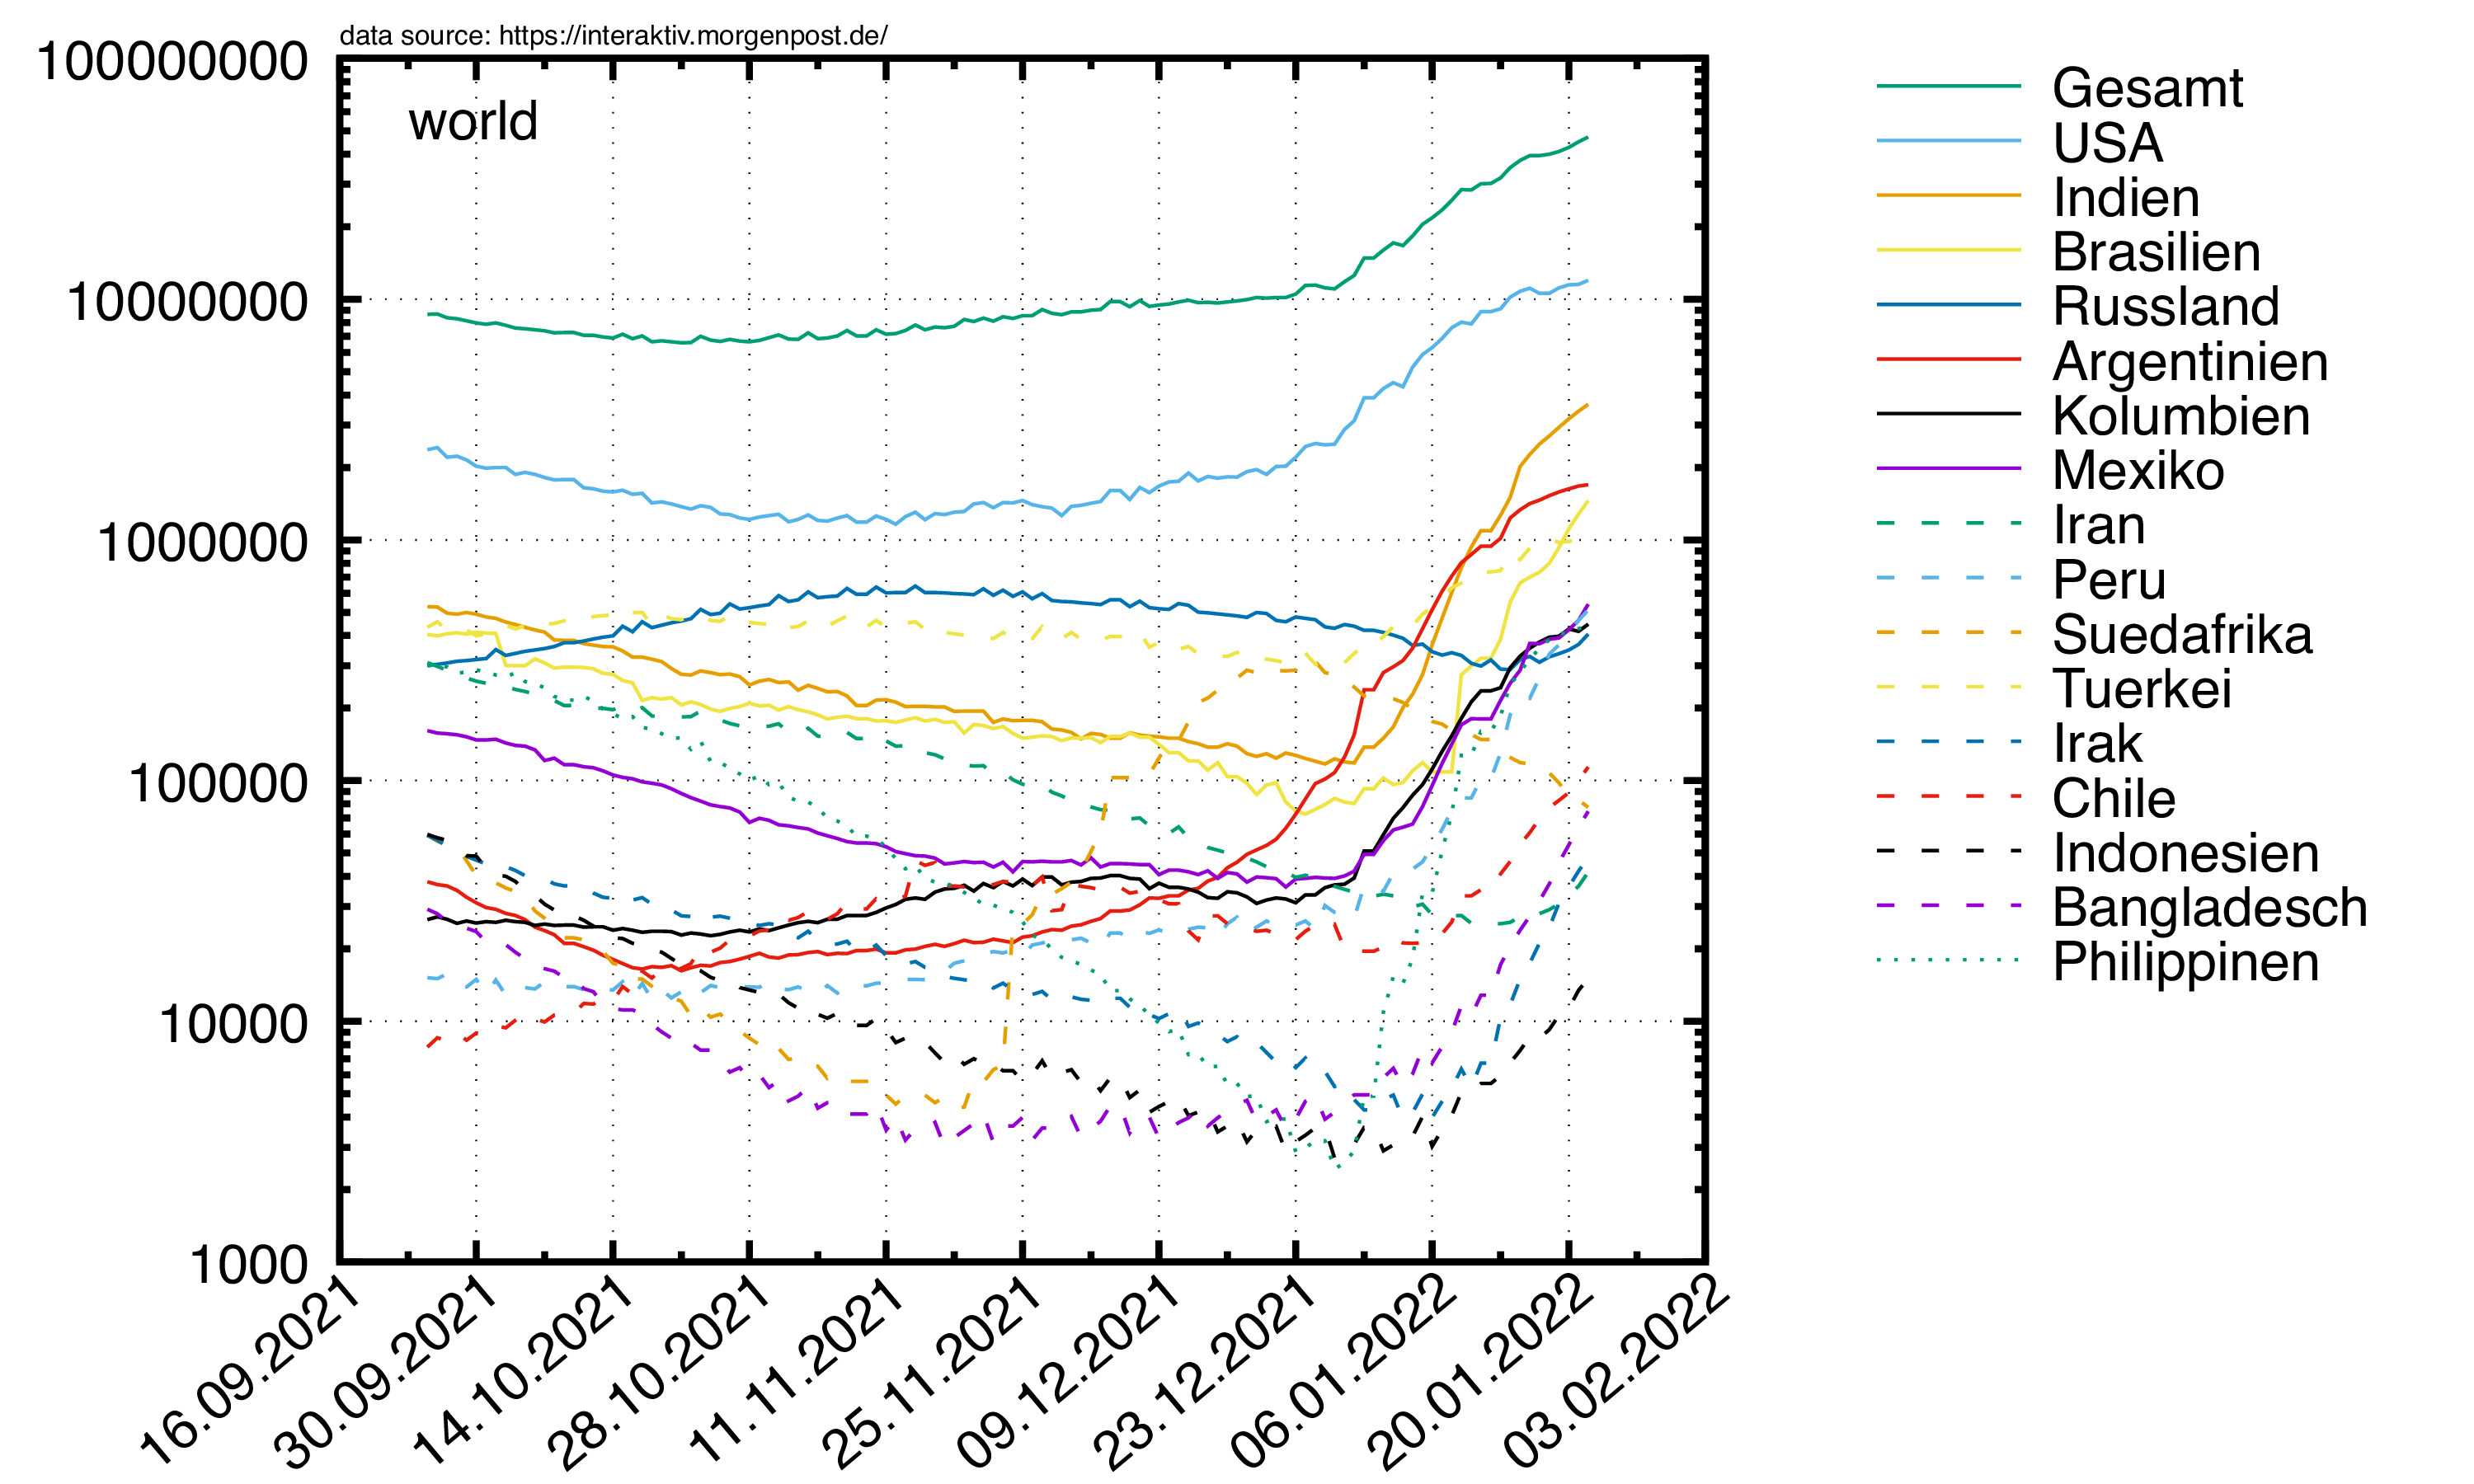 data source: https://interaktiv.morgenpost.de/
world
100000000
10000000
1000000
100000
10000
1000
16.09.2021
30.09.2021
14.10.2021
28.10.2021
11.11.2021
25.11.2021
09.12.2021
23.12.2021
06.01.2022
20.01.2022
03.02.2022
Gesamt
USA
Indien
Brasilien
Russland
Argentinien
Kolumbien
Mexiko
Iran
Peru
Suedafrika
Tuerkei
Irak
Chile
Indonesien
Bangladesch
Philippinen